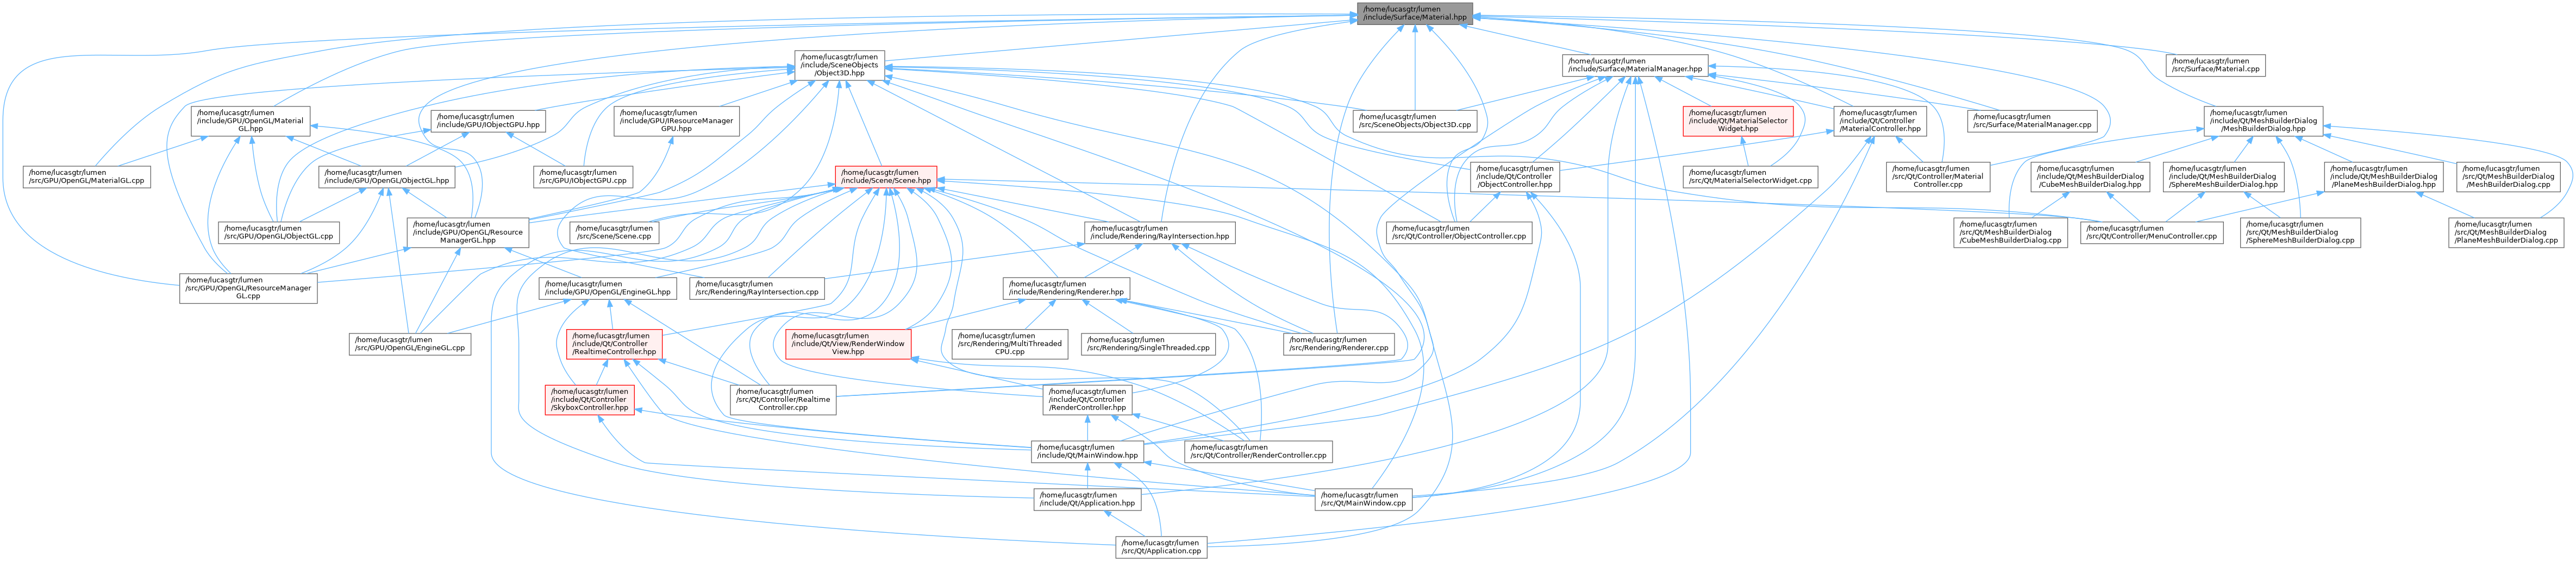 /home/lucasgtr/lumen
/include/Surface/Material.hpp
/home/lucasgtr/lumen
/include/SceneObjects
/Object3D.hpp
/home/lucasgtr/lumen
/include/Surface/MaterialManager.hpp
/home/lucasgtr/lumen
/src/Surface/Material.cpp
/home/lucasgtr/lumen
/include/GPU/OpenGL/Material
GL.hpp
/home/lucasgtr/lumen
/include/GPU/IObjectGPU.hpp
/home/lucasgtr/lumen
/include/GPU/IResourceManager
GPU.hpp
/home/lucasgtr/lumen
/src/SceneObjects/Object3D.cpp
/home/lucasgtr/lumen
/include/Qt/MaterialSelector
Widget.hpp
/home/lucasgtr/lumen
/include/Qt/Controller
/MaterialController.hpp
/home/lucasgtr/lumen
/src/Surface/MaterialManager.cpp
/home/lucasgtr/lumen
/include/Qt/MeshBuilderDialog
/MeshBuilderDialog.hpp
/home/lucasgtr/lumen
/src/GPU/OpenGL/MaterialGL.cpp
/home/lucasgtr/lumen
/include/GPU/OpenGL/ObjectGL.hpp
/home/lucasgtr/lumen
/src/GPU/IObjectGPU.cpp
/home/lucasgtr/lumen
/include/Scene/Scene.hpp
/home/lucasgtr/lumen
/include/Qt/Controller
/ObjectController.hpp
/home/lucasgtr/lumen
/src/Qt/MaterialSelectorWidget.cpp
/home/lucasgtr/lumen
/src/Qt/Controller/Material
Controller.cpp
/home/lucasgtr/lumen
/include/Qt/MeshBuilderDialog
/CubeMeshBuilderDialog.hpp
/home/lucasgtr/lumen
/include/Qt/MeshBuilderDialog
/SphereMeshBuilderDialog.hpp
/home/lucasgtr/lumen
/include/Qt/MeshBuilderDialog
/PlaneMeshBuilderDialog.hpp
/home/lucasgtr/lumen
/src/Qt/MeshBuilderDialog
/MeshBuilderDialog.cpp
/home/lucasgtr/lumen
/src/GPU/OpenGL/ObjectGL.cpp
/home/lucasgtr/lumen
/include/GPU/OpenGL/Resource
ManagerGL.hpp
/home/lucasgtr/lumen
/src/Scene/Scene.cpp
/home/lucasgtr/lumen
/include/Rendering/RayIntersection.hpp
/home/lucasgtr/lumen
/src/Qt/Controller/ObjectController.cpp
/home/lucasgtr/lumen
/src/Qt/MeshBuilderDialog
/CubeMeshBuilderDialog.cpp
/home/lucasgtr/lumen
/src/Qt/Controller/MenuController.cpp
/home/lucasgtr/lumen
/src/Qt/MeshBuilderDialog
/SphereMeshBuilderDialog.cpp
/home/lucasgtr/lumen
/src/Qt/MeshBuilderDialog
/PlaneMeshBuilderDialog.cpp
/home/lucasgtr/lumen
/src/GPU/OpenGL/ResourceManager
GL.cpp
/home/lucasgtr/lumen
/include/GPU/OpenGL/EngineGL.hpp
/home/lucasgtr/lumen
/src/Rendering/RayIntersection.cpp
/home/lucasgtr/lumen
/include/Rendering/Renderer.hpp
/home/lucasgtr/lumen
/src/GPU/OpenGL/EngineGL.cpp
/home/lucasgtr/lumen
/include/Qt/Controller
/RealtimeController.hpp
/home/lucasgtr/lumen
/include/Qt/View/RenderWindow
View.hpp
/home/lucasgtr/lumen
/src/Rendering/MultiThreaded
CPU.cpp
/home/lucasgtr/lumen
/src/Rendering/SingleThreaded.cpp
/home/lucasgtr/lumen
/src/Rendering/Renderer.cpp
/home/lucasgtr/lumen
/include/Qt/Controller
/SkyboxController.hpp
/home/lucasgtr/lumen
/src/Qt/Controller/Realtime
Controller.cpp
/home/lucasgtr/lumen
/include/Qt/Controller
/RenderController.hpp
/home/lucasgtr/lumen
/include/Qt/MainWindow.hpp
/home/lucasgtr/lumen
/src/Qt/Controller/RenderController.cpp
/home/lucasgtr/lumen
/include/Qt/Application.hpp
/home/lucasgtr/lumen
/src/Qt/MainWindow.cpp
/home/lucasgtr/lumen
/src/Qt/Application.cpp